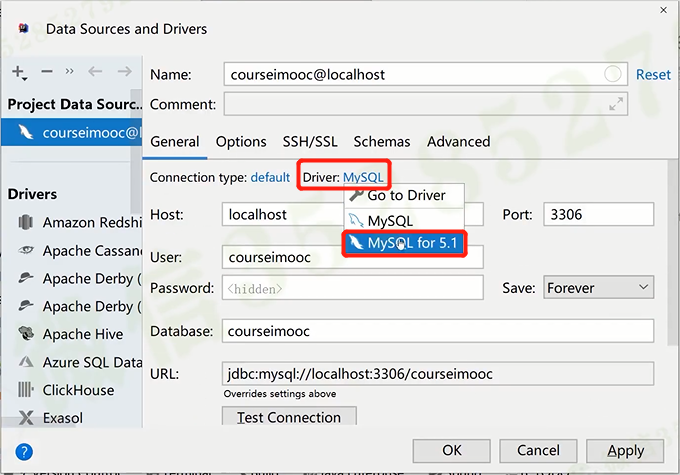 Data Sources and Drivers
Name: courseimooc@localhost Reset
Project Data Sourc...
Comment:
courseimooc@l
General Options SSH/SSL Schemas Advanced
Connection type: default Driver: MySQL
Drivers
Go to Driver
Amazon Redshi
Host: localhost Port: 3306
MySQL
MySQL for 5.1
Apache Cassan
User: courseimooc
Apache Derby (
Apache Derby (
Password: <hidden> Save: Forever
Apache Hive
Database: courseimooc
Azure SQL Data
URL: jdbc:mysql://localhost:3306/courseimooc
ClickHouse
Overrides settings above
Exasol
Test Connection
? OK Cancel Apply